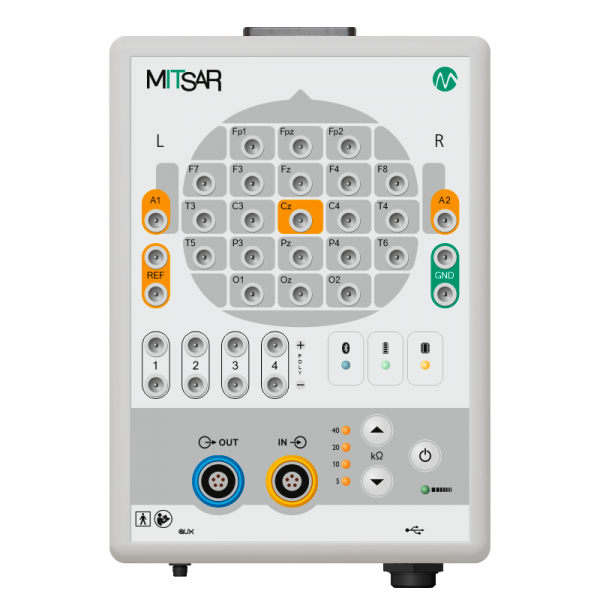 MITSAR
L
R
Fp1 Fpz Fp2
F7 F3 Fz F4 F8
A1
A2
T3 C3 Cz C4 T4
T5 P3 Pz P4 T6
REF
GND
O1 Oz O2
1 2 3 4
+
POLY
−
OUT
IN
40
20
10
5
kΩ
AUX